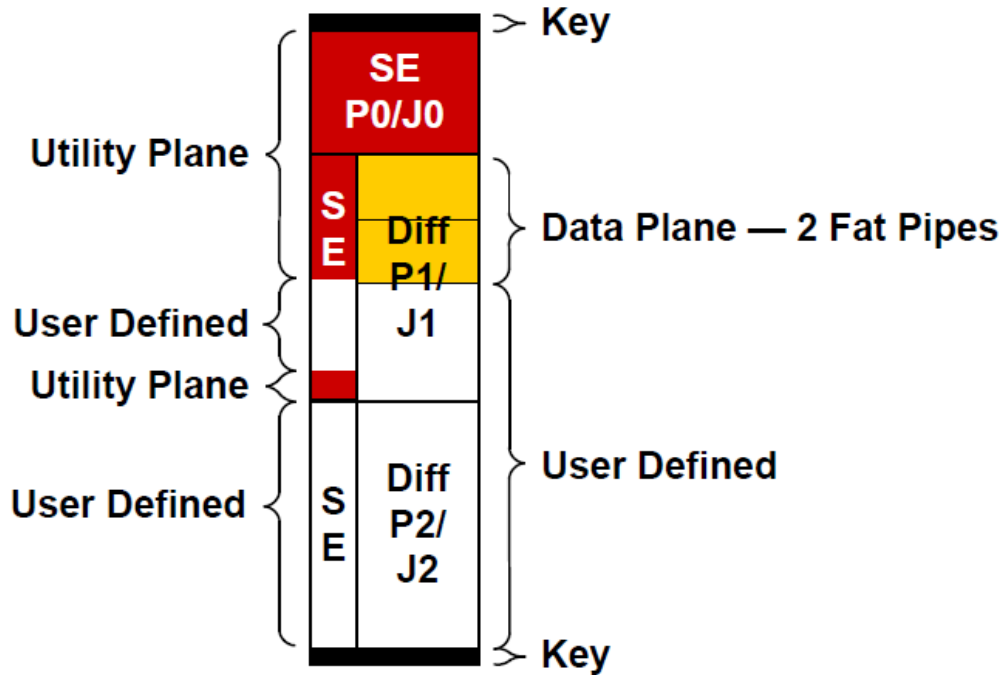 Key
SE
P0/J0
Utility Plane
S
E
Diff
P1/
J1
Data Plane — 2 Fat Pipes
User Defined
Utility Plane
User Defined
S
E
Diff
P2/
J2
User Defined
Key